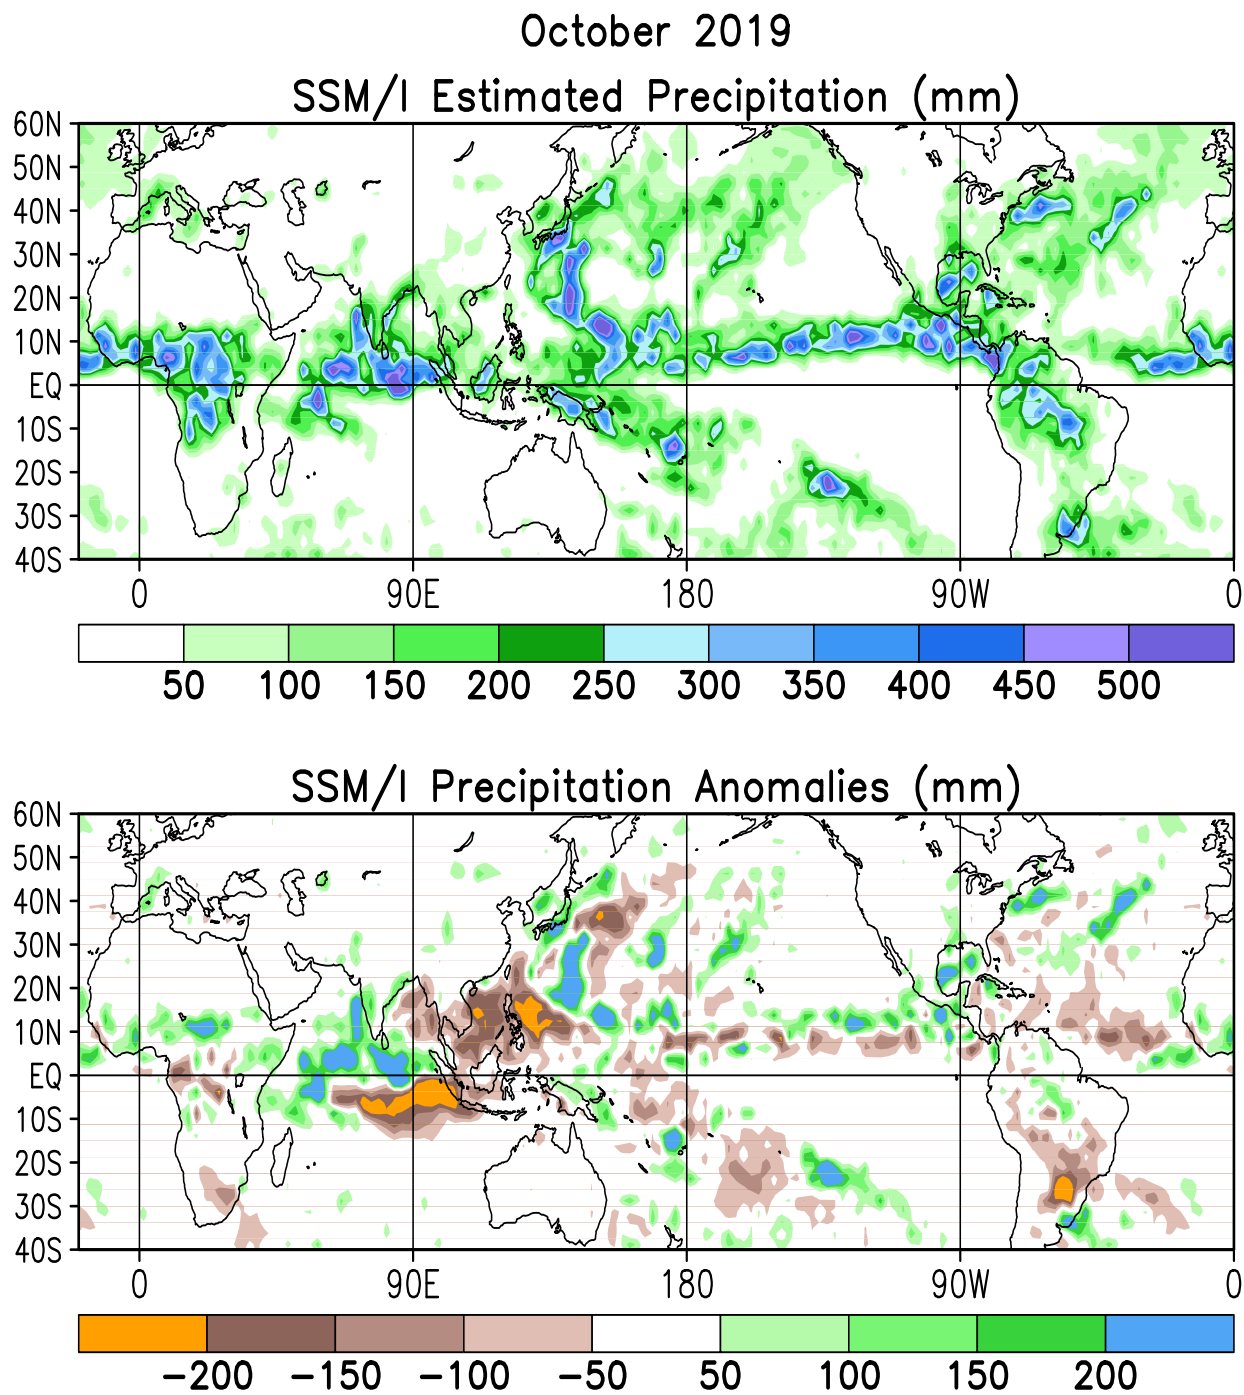 October 2019
SSM/I Estimated Precipitation (mm)
60N
50N
40N
30N
20N
10N
EQ
10S
20S
30S
40S
0 90E 180 90W 0
50 100 150 200 250 300 350 400 450 500
SSM/I Precipitation Anomalies (mm)
60N
50N
40N
30N
20N
10N
EQ
10S
20S
30S
40S
0 90E 180 90W 0
−200 −150 −100 −50 50 100 150 200